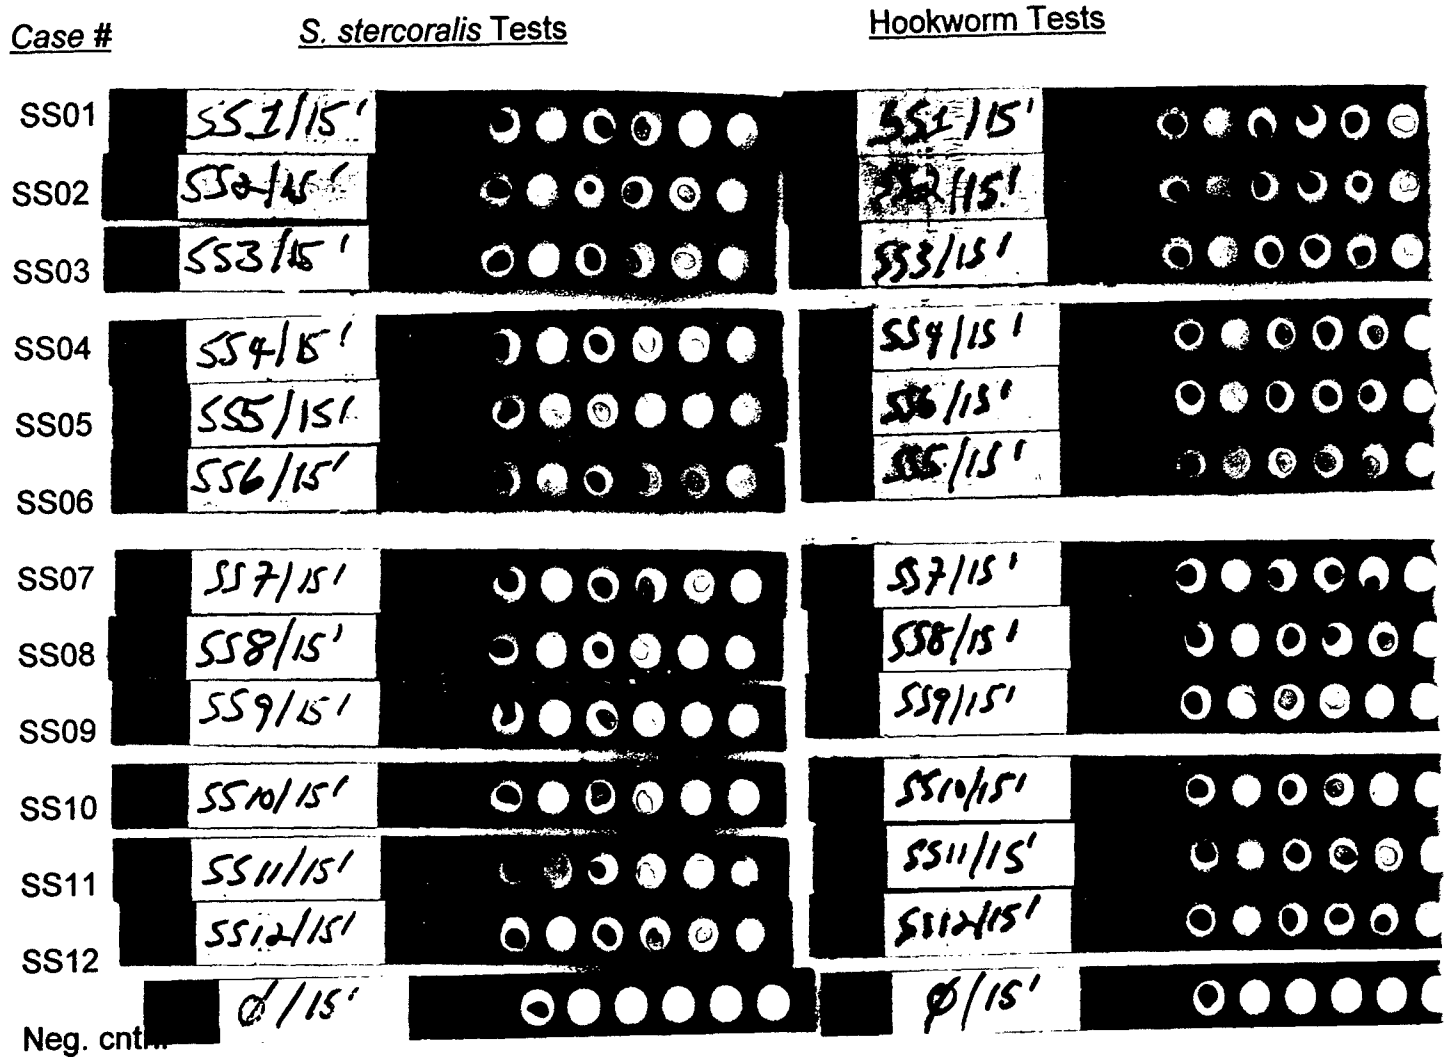 Case # S. stercoralis Tests Hookworm Tests
SS01 SS1/15' SS1/15'
SS02 SS2/15' SS2/15'
SS03 SS3/15' SS3/15'
SS04 SS4/15' SS4/15'
SS05 SS5/15' SS6/15'
SS06 SS6/15' SS5/15'
SS07 SS7/15' SS7/15'
SS08 SS8/15' SS8/15'
SS09 SS9/15' SS9/15'
SS10 SS10/15' SS10/15'
SS11 SS11/15' SS11/15'
SS12 SS12/15' SS12/15'
Neg. Ø/15' Ø/15'